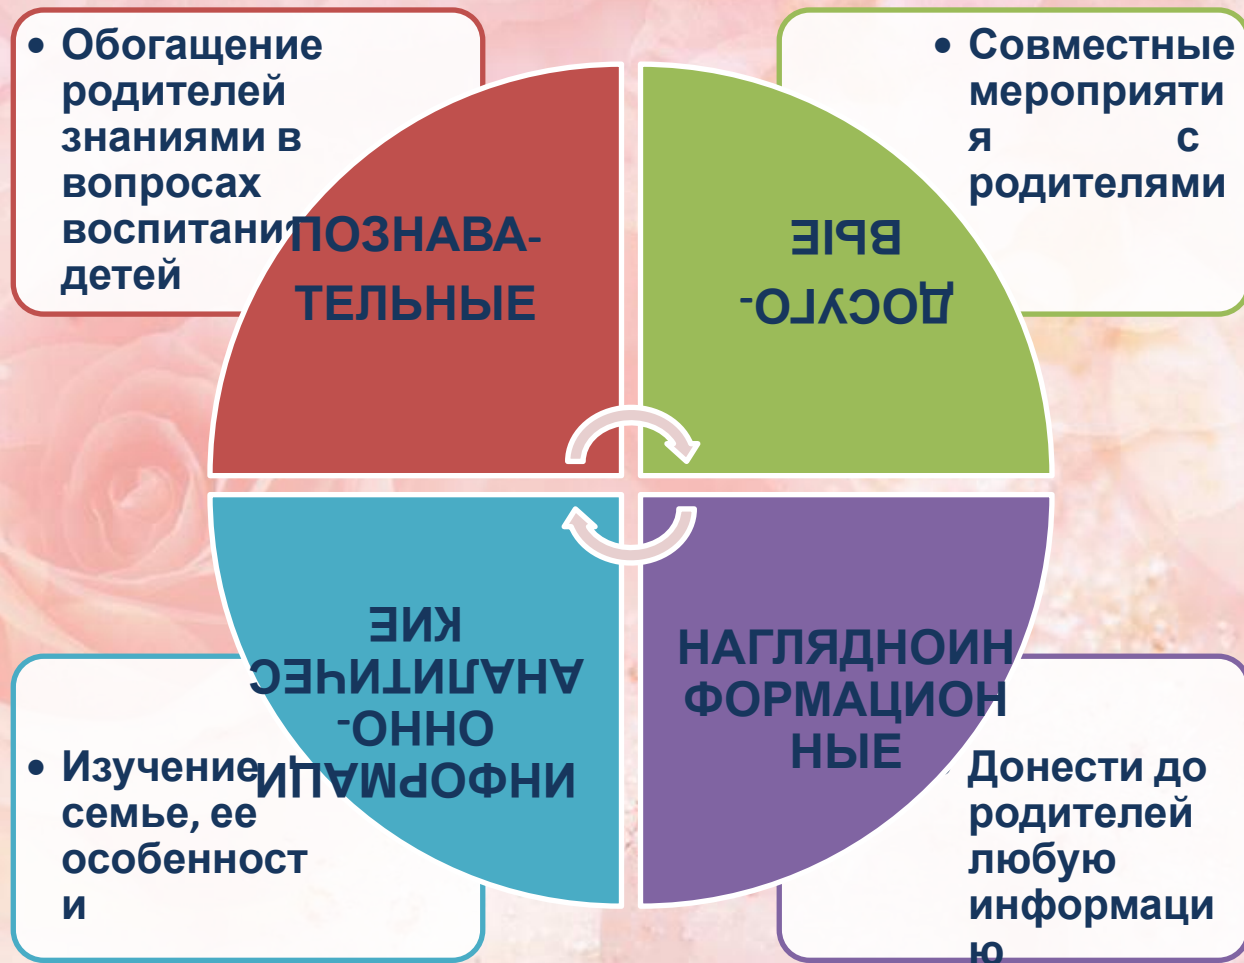 • Обогащение
родителей
знаниями в
вопросах
воспитания
детей
ПОЗНАВА-
ТЕЛЬНЫЕ
• Совместные
мероприяти
я с
родителями
ДОСУГО-
ВЫЕ
• Изучение
семье, ее
особенност
и
ИНФОРМАЦИ
ОННО-
АНАЛИТИЧЕС
КИЕ
НАГЛЯДНОИН
ФОРМАЦИОН
НЫЕ
Донести до
родителей
любую
информаци
ю